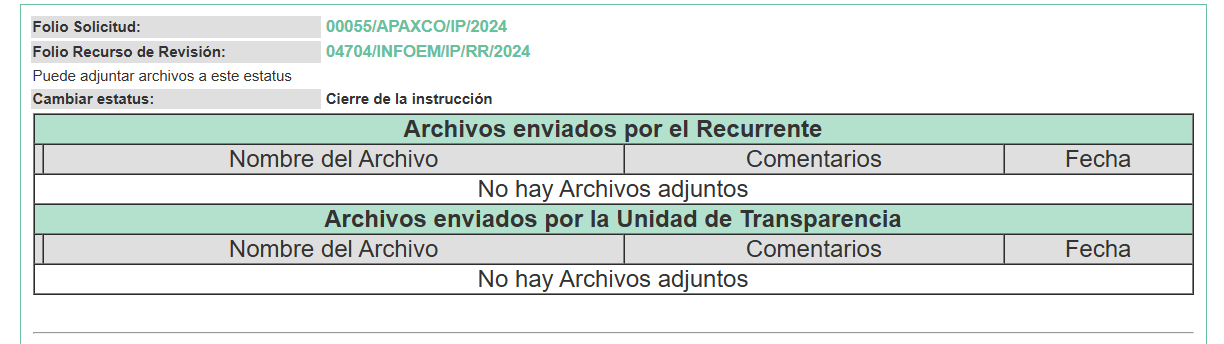 Folio Solicitud: 00055/APAXCO/IP/2024
Folio Recurso de Revisión: 04704/INFOEM/IP/RR/2024
Puede adjuntar archivos a este estatus
Cambiar estatus: Cierre de la instrucción
Archivos enviados por el Recurrente
Nombre del Archivo Comentarios Fecha
No hay Archivos adjuntos
Archivos enviados por la Unidad de Transparencia
Nombre del Archivo Comentarios Fecha
No hay Archivos adjuntos